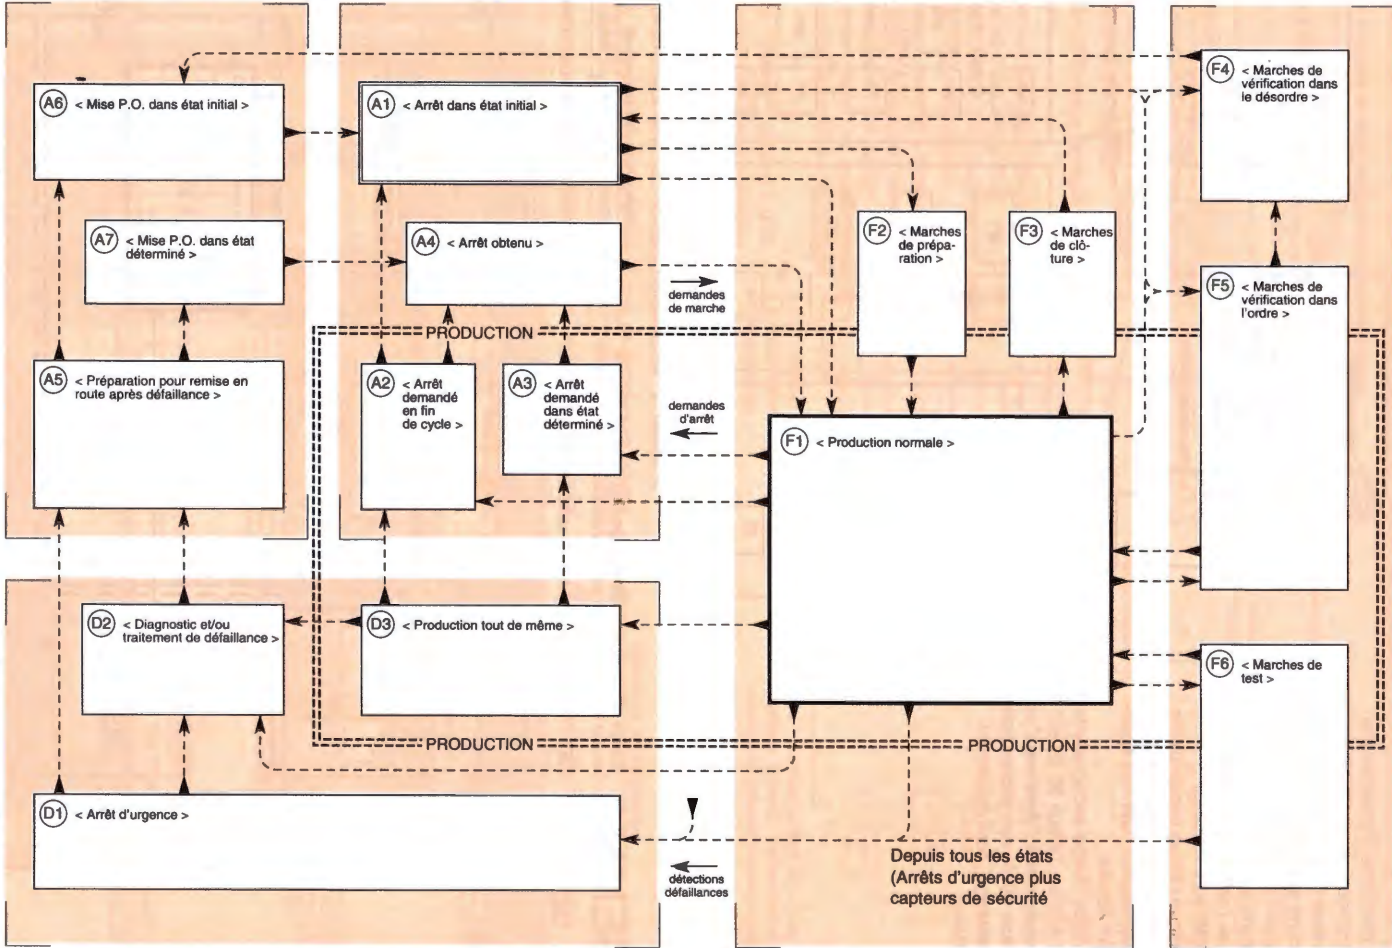 A6 < Mise P.O. dans état initial >
A1 < Arrêt dans état initial >
F4 < Marches de
vérification dans
le désordre >
A7 < Mise P.O. dans état
déterminé >
A4 < Arrêt obtenu >
F2 < Marches
de prépa-
ration >
F3 < Marches
de clô-
ture >
F5 < Marches de
vérification dans
l'ordre >
demandes
de marche
PRODUCTION
A5 < Préparation pour remise en
route après défaillance >
A2 < Arrêt
demandé
en fin
de cycle >
A3 < Arrêt
demandé
dans état
déterminé >
demandes
d'arrêt
F1 < Production normale >
D2 < Diagnostic et/ou
traitement de défaillance >
D3 < Production tout de même >
F6 < Marches de
test >
PRODUCTION
PRODUCTION
D1 < Arrêt d'urgence >
détections
défaillances
Depuis tous les états
(Arrêts d'urgence plus
capteurs de sécurité